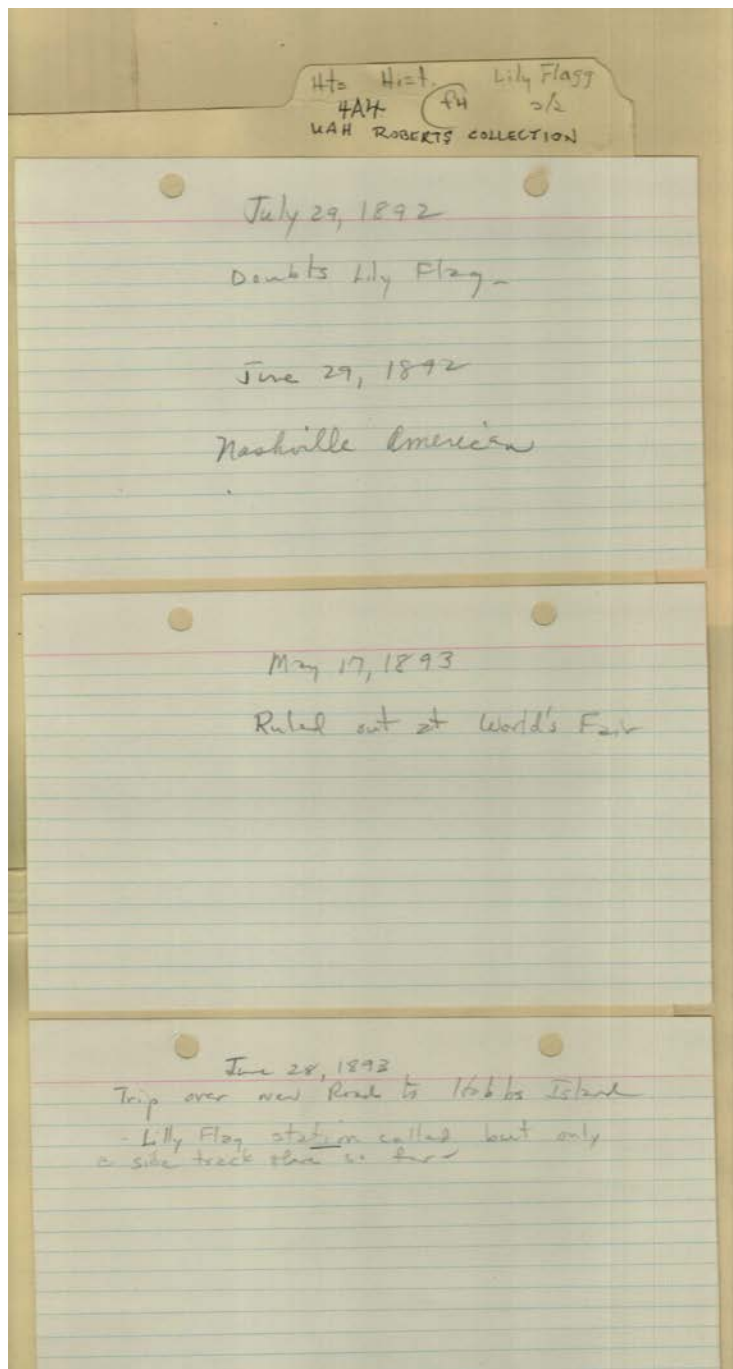 Hts Hist. Lily Flagg
4A4 f4 2/2
UAH ROBERTS COLLECTION
July 29, 1892
Doubts Lily Flag-
June 29, 1892
Nashville American
May 17, 1893
Ruled out at World's Fair
June 28, 1893
Trip over new Road to Hobbs Island
- Lilly Flag station called but only
a side track there so far